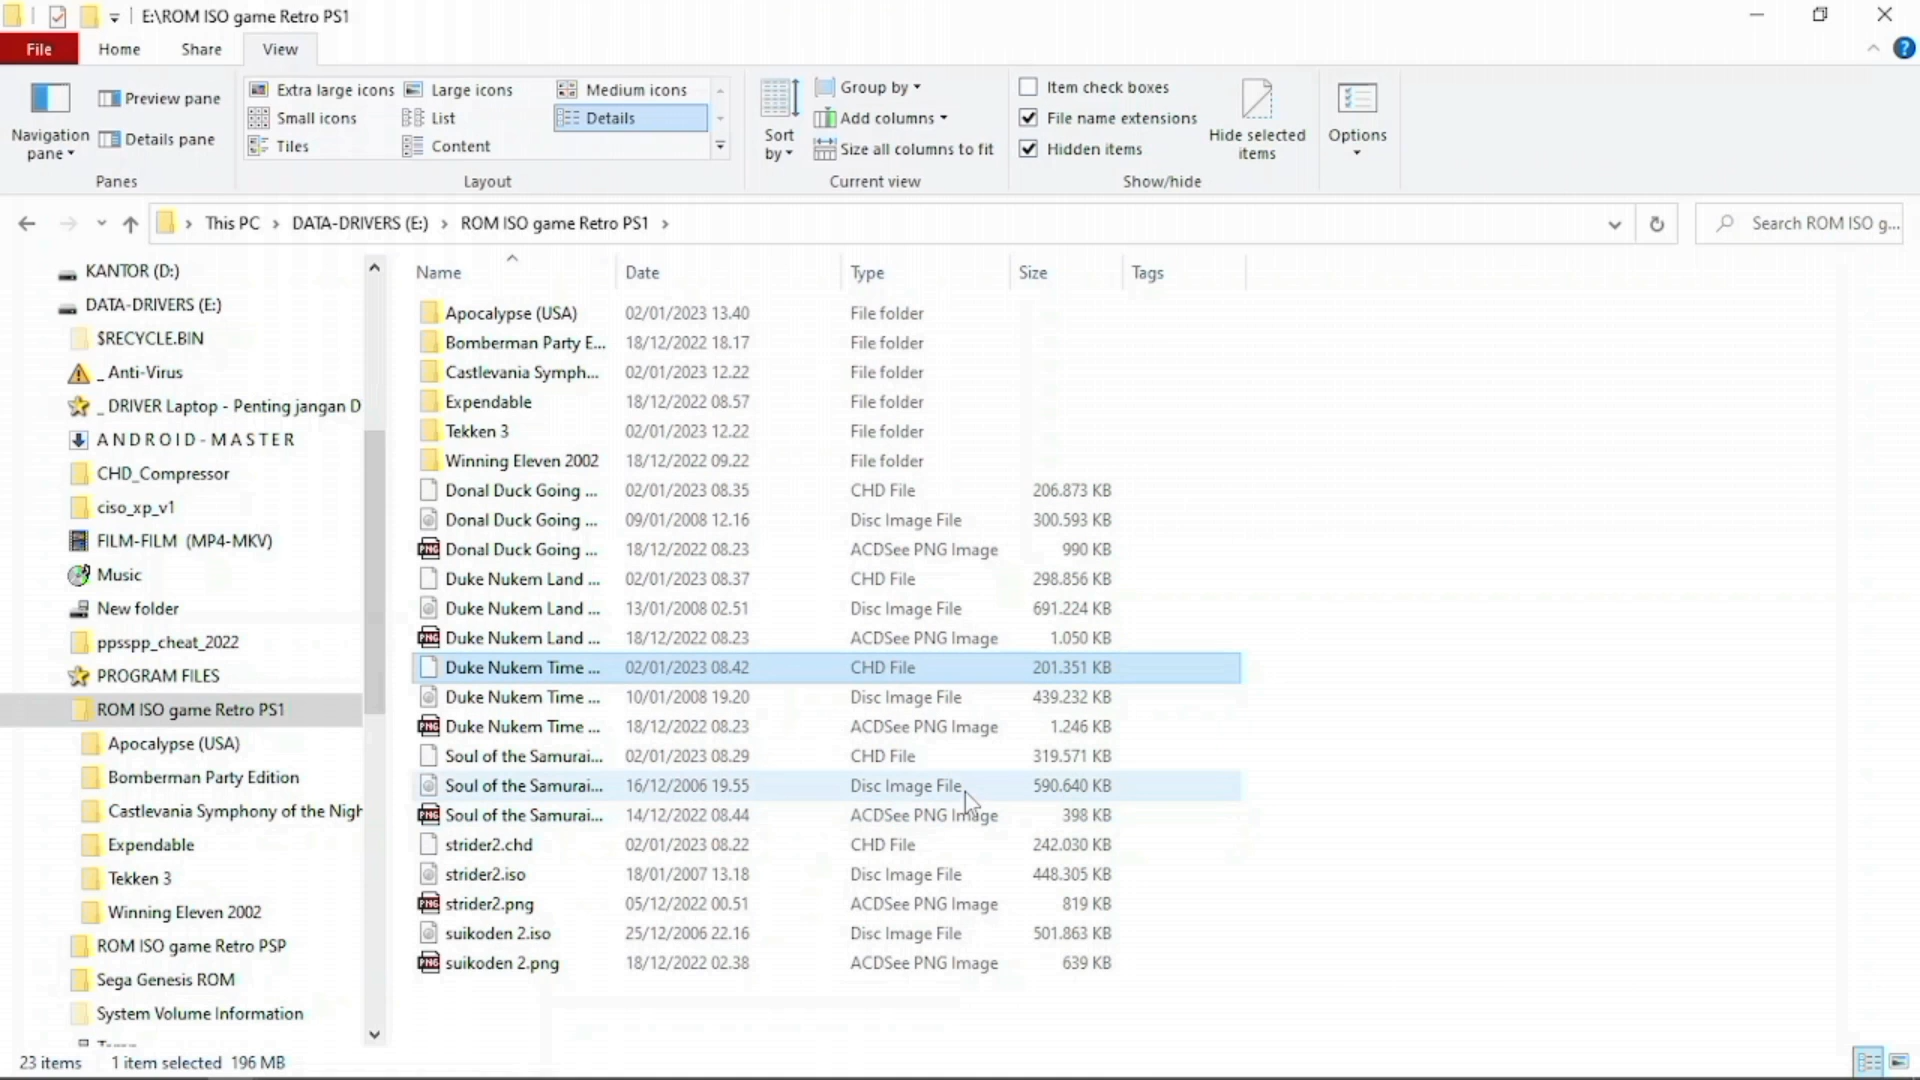 E:\ROM ISO game Retro PS1
File Home Share View
Navigation pane
Preview pane
Details pane
Panes
Extra large icons Large icons Medium icons
Small icons List Details
Tiles Content
Layout
Sort by
Group by
Add columns
Size all columns to fit
Current view
Item check boxes
File name extensions
Hidden items
Hide selected items
Show/hide
Options
This PC > DATA-DRIVERS (E:) > ROM ISO game Retro PS1 >
Search ROM ISO g...
KANTOR (D:)
DATA-DRIVERS (E:)
$RECYCLE.BIN
_ Anti-Virus
_ DRIVER Laptop - Penting jangan D
A N D R O I D - M A S T E R
CHD_Compressor
ciso_xp_v1
FILM-FILM (MP4-MKV)
Music
New folder
ppsspp_cheat_2022
PROGRAM FILES
ROM ISO game Retro PS1
Apocalypse (USA)
Bomberman Party Edition
Castlevania Symphony of the Nigh
Expendable
Tekken 3
Winning Eleven 2002
ROM ISO game Retro PSP
Sega Genesis ROM
System Volume Information
Name Date Type Size Tags
Apocalypse (USA) 02/01/2023 13.40 File folder
Bomberman Party E... 18/12/2022 18.17 File folder
Castlevania Symph... 02/01/2023 12.22 File folder
Expendable 18/12/2022 08.57 File folder
Tekken 3 02/01/2023 12.22 File folder
Winning Eleven 2002 18/12/2022 09.22 File folder
Donal Duck Going ... 02/01/2023 08.35 CHD File 206.873 KB
Donal Duck Going ... 09/01/2008 12.16 Disc Image File 300.593 KB
Donal Duck Going ... 18/12/2022 08.23 ACDSee PNG Image 990 KB
Duke Nukem Land ... 02/01/2023 08.37 CHD File 298.856 KB
Duke Nukem Land ... 13/01/2008 02.51 Disc Image File 691.224 KB
Duke Nukem Land ... 18/12/2022 08.23 ACDSee PNG Image 1.050 KB
Duke Nukem Time ... 02/01/2023 08.42 CHD File 201.351 KB
Duke Nukem Time ... 10/01/2008 19.20 Disc Image File 439.232 KB
Duke Nukem Time ... 18/12/2022 08.23 ACDSee PNG Image 1.246 KB
Soul of the Samurai... 02/01/2023 08.29 CHD File 319.571 KB
Soul of the Samurai... 16/12/2006 19.55 Disc Image File 590.640 KB
Soul of the Samurai... 14/12/2022 08.44 ACDSee PNG Image 398 KB
strider2.chd 02/01/2023 08.22 CHD File 242.030 KB
strider2.iso 18/01/2007 13.18 Disc Image File 448.305 KB
strider2.png 05/12/2022 00.51 ACDSee PNG Image 819 KB
suikoden 2.iso 25/12/2006 22.16 Disc Image File 501.863 KB
suikoden 2.png 18/12/2022 02.38 ACDSee PNG Image 639 KB
23 items 1 item selected 196 MB